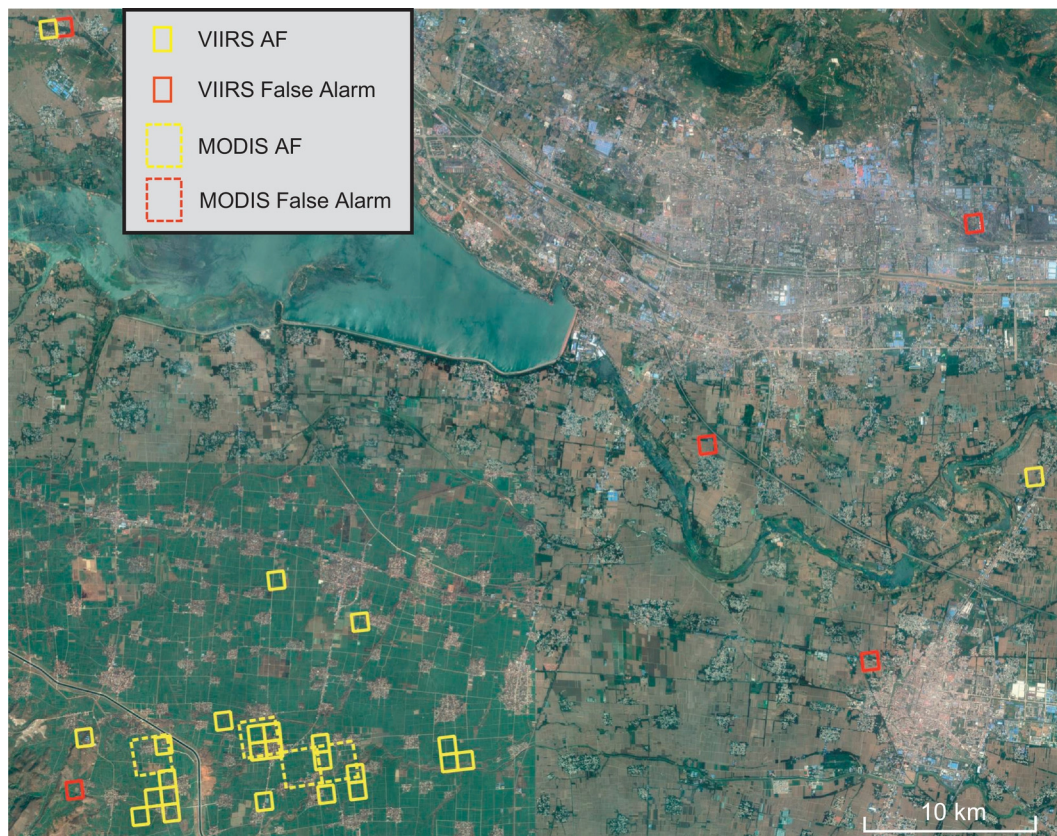 VIIRS AF
VIIRS False Alarm
MODIS AF
MODIS False Alarm
10 km